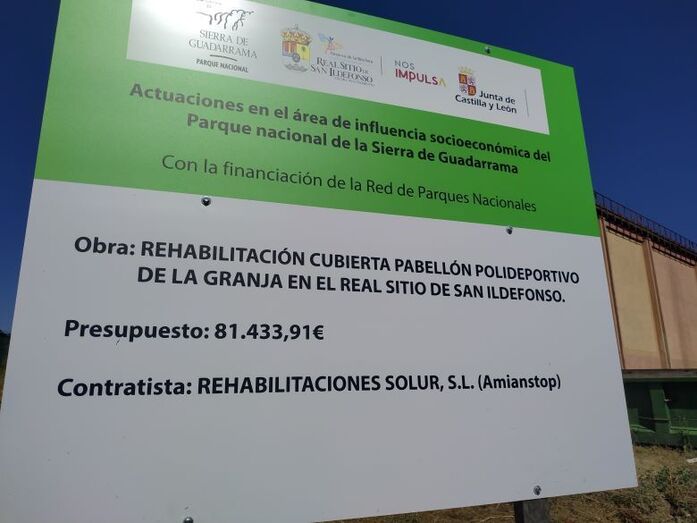 SIERRA DE
GUADARRAMA
PARQUE NACIONAL
REAL SITIO DE
SAN ILDEFONSO
NOS
IMPULSA
Junta de
Castilla y León
Actuaciones en el área de influencia socioeconómica del
Parque nacional de la Sierra de Guadarrama
Con la financiación de la Red de Parques Nacionales
Obra: REHABILITACIÓN CUBIERTA PABELLÓN POLIDEPORTIVO
DE LA GRANJA EN EL REAL SITIO DE SAN ILDEFONSO.
Presupuesto: 81.433,91€
Contratista: REHABILITACIONES SOLUR, S.L. (Amianstop)